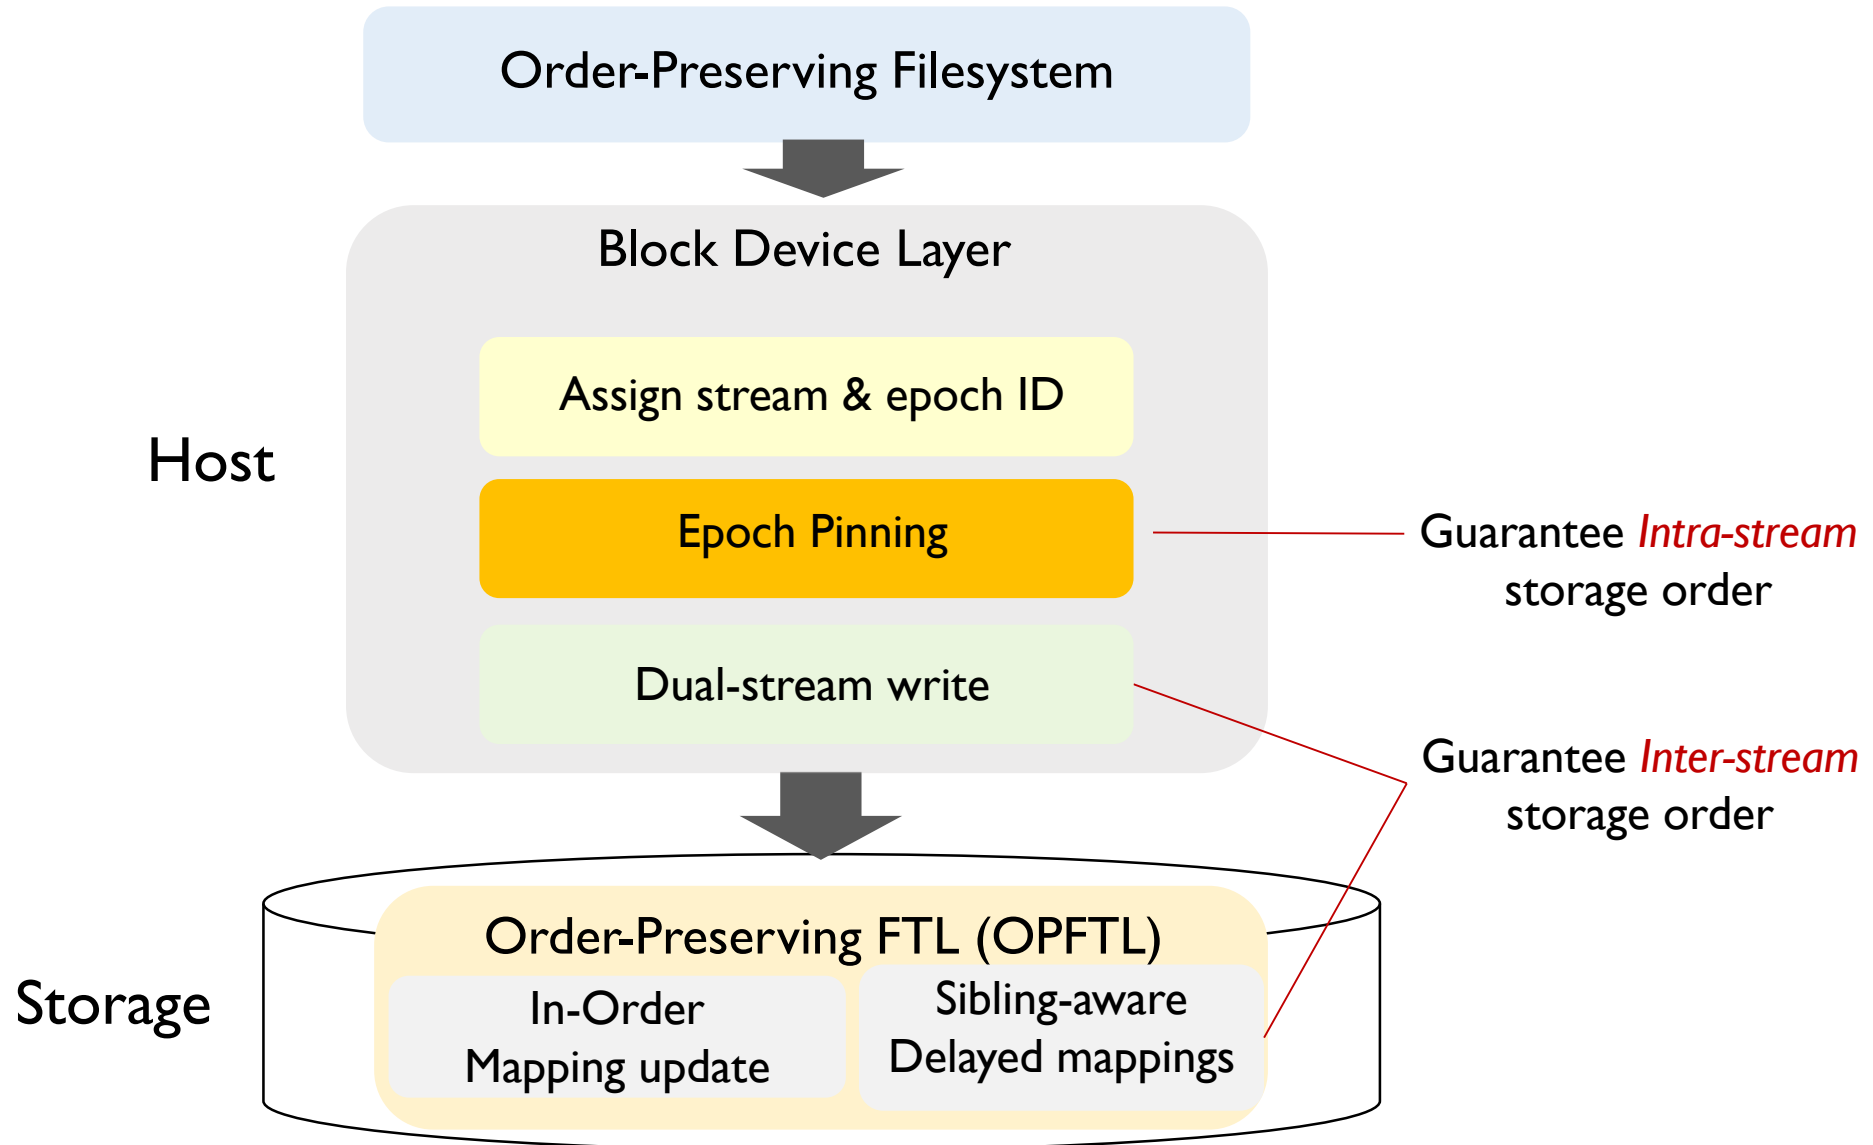 Order-Preserving Filesystem
Block Device Layer
Assign stream & epoch ID
Host
Epoch Pinning
Guarantee Intra-stream
storage order
Dual-stream write
Guarantee Inter-stream
storage order
Order-Preserving FTL (OPFTL)
Storage
In-Order
Mapping update
Sibling-aware
Delayed mappings